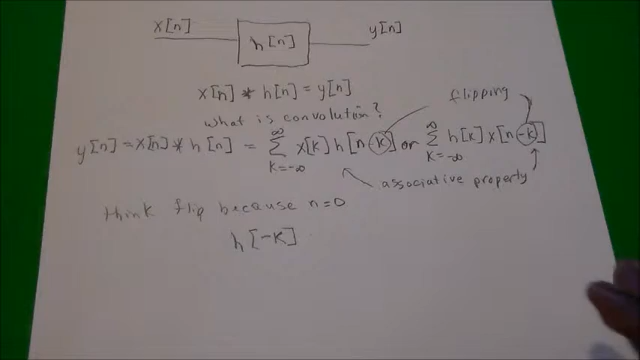 x[n] h[n] y[n]
x[n] * h[n] = y[n]
what is convolution?
flipping
y[n] = x[n] * h[n] = ∞ Σ k=-∞ x[k] h[n-k] or ∞ Σ k=-∞ h[k] x[n-k]
associative property
think flip because n=0
h[-k]